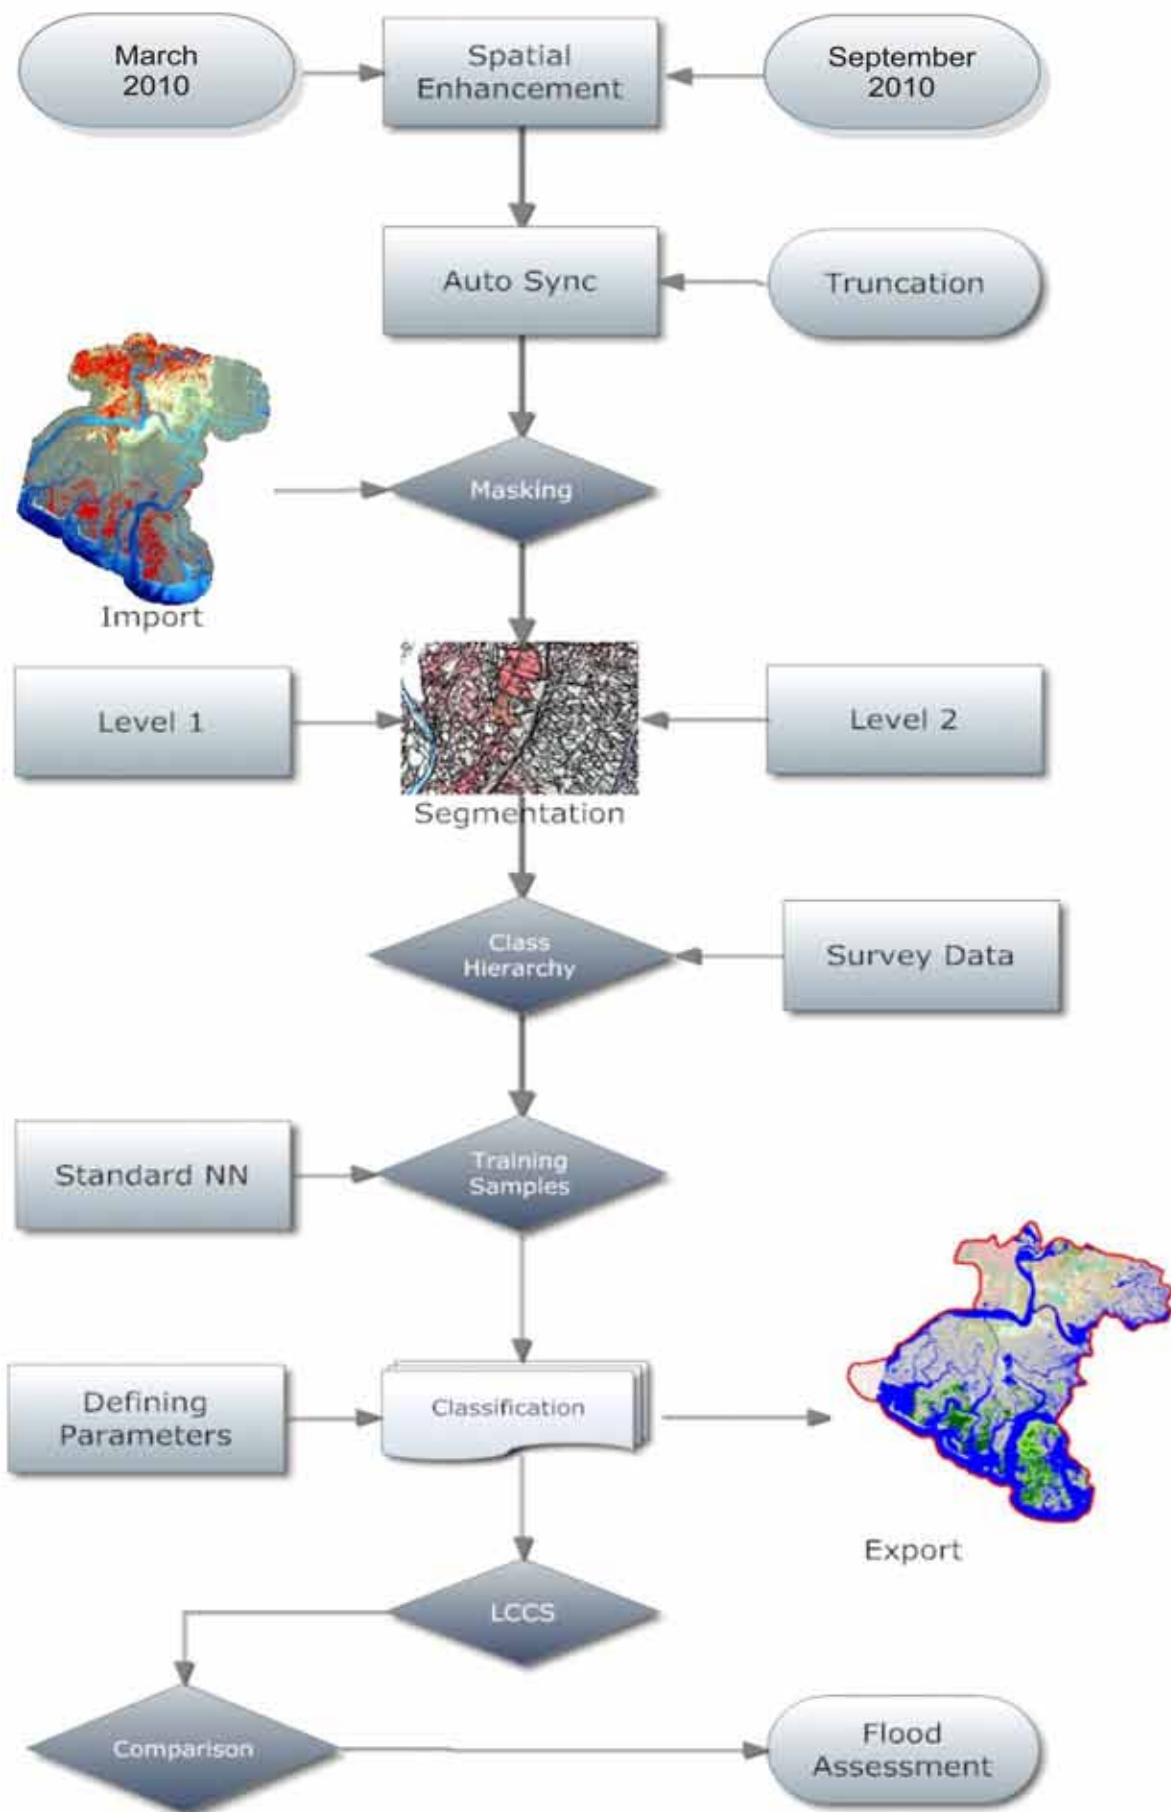 March
2010
Spatial
Enhancement
September
2010
Auto Sync
Truncation
Masking
Import
Level 1
Level 2
Segmentation
Class
Hierarchy
Survey Data
Standard NN
Training
Samples
Defining
Parameters
Classification
Export
LCCS
Comparison
Flood
Assessment